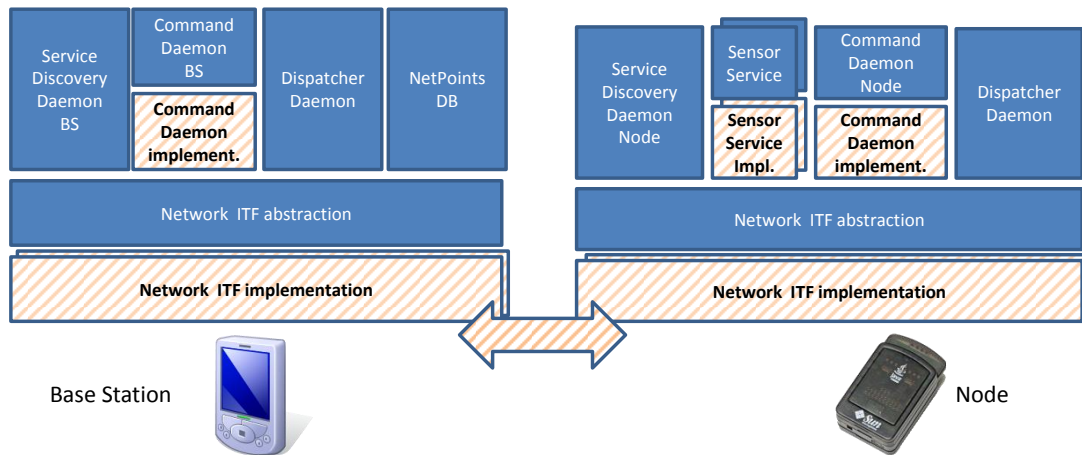 Service
Discovery
Daemon
BS
Command
Daemon
BS
Command
Daemon
implement.
Dispatcher
Daemon
NetPoints
DB
Network ITF abstraction
Network ITF implementation
Base Station
Service
Discovery
Daemon
Node
Sensor
Service
Sensor
Service
Impl.
Command
Daemon
Node
Command
Daemon
implement.
Dispatcher
Daemon
Network ITF abstraction
Network ITF implementation
Sun
Node